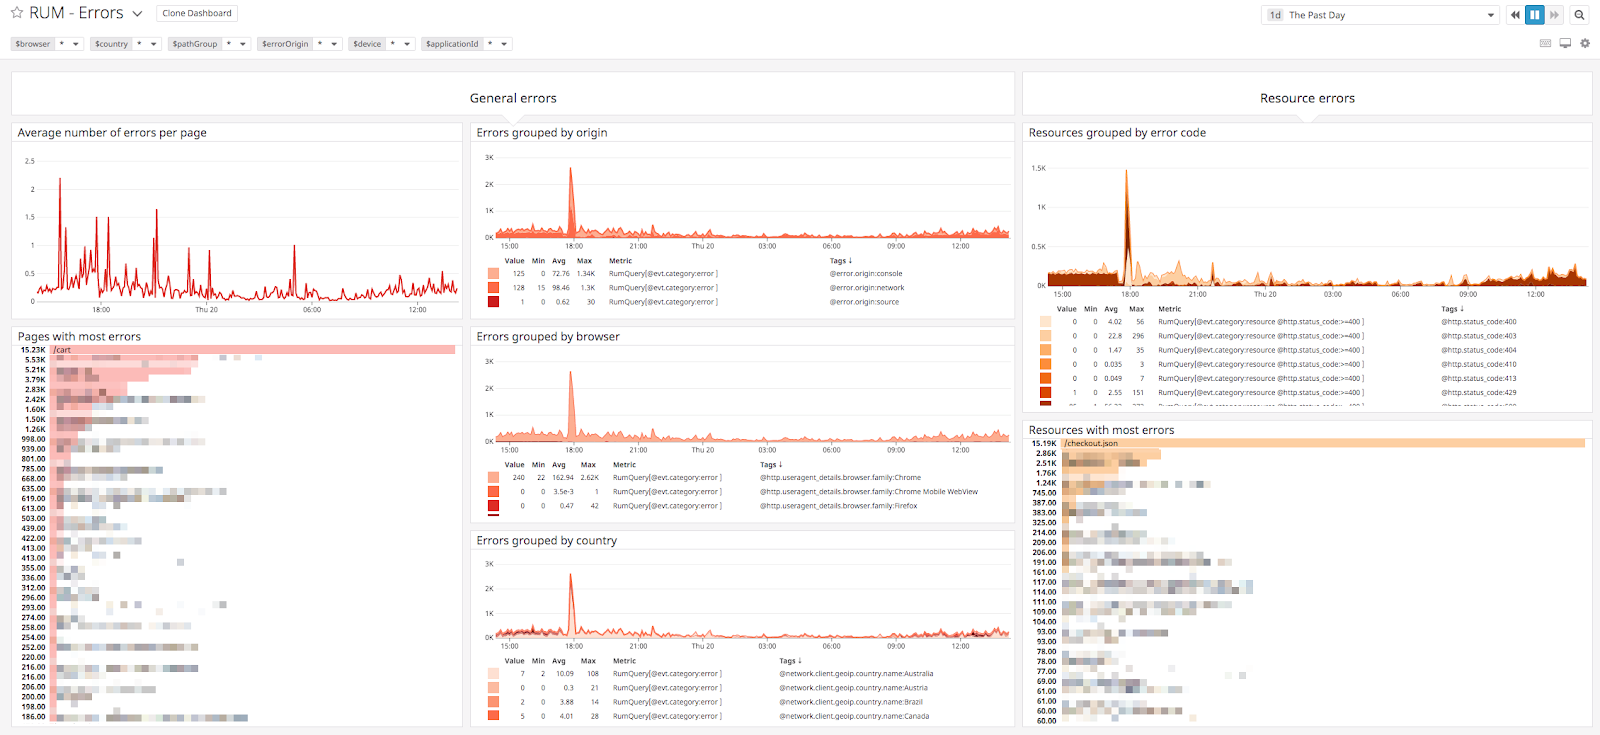 RUM - Errors
Clone Dashboard
1d The Past Day
$browser *
$country *
$pathGroup *
$errorOrigin *
$device *
$applicationId *
General errors
Resource errors
Average number of errors per page
2.5
2
1.5
1
0.5
0
18:00 Thu 20 06:00 12:00
Pages with most errors
15.23K /cart
5.53K
5.21K
3.79K
2.83K
2.42K
1.60K
1.50K
1.26K
998.00
939.00
801.00
785.00
668.00
635.00
619.00
613.00
503.00
439.00
422.00
413.00
413.00
355.00
336.00
312.00
296.00
293.00
274.00
258.00
254.00
252.00
220.00
216.00
216.00
206.00
200.00
198.00
186.00
Errors grouped by origin
3K
2K
1K
0K
15:00 18:00 21:00 Thu 20 03:00 06:00 09:00 12:00
Value Min Avg Max Metric Tags ↓
125 0 72.76 1.34K RumQuery[@evt.category:error ] @error.origin:console
128 15 98.46 1.3K RumQuery[@evt.category:error ] @error.origin:network
1 0 0.62 30 RumQuery[@evt.category:error ] @error.origin:source
Errors grouped by browser
3K
2K
1K
0K
15:00 18:00 21:00 Thu 20 03:00 06:00 09:00 12:00
Value Min Avg Max Metric Tags ↓
240 22 162.94 2.62K RumQuery[@evt.category:error ] @http.useragent_details.browser.family:Chrome
0 0 3.5e-3 1 RumQuery[@evt.category:error ] @http.useragent_details.browser.family:Chrome Mobile WebView
0 0 0.47 42 RumQuery[@evt.category:error ] @http.useragent_details.browser.family:Firefox
Errors grouped by country
3K
2K
1K
0K
15:00 18:00 21:00 Thu 20 03:00 06:00 09:00 12:00
Value Min Avg Max Metric Tags ↓
7 2 10.09 108 RumQuery[@evt.category:error ] @network.client.geoip.country.name:Australia
0 0 0.3 21 RumQuery[@evt.category:error ] @network.client.geoip.country.name:Austria
2 0 3.88 14 RumQuery[@evt.category:error ] @network.client.geoip.country.name:Brazil
5 0 4.01 28 RumQuery[@evt.category:error ] @network.client.geoip.country.name:Canada
Resources grouped by error code
1.5K
1K
0.5K
0K
15:00 18:00 21:00 Thu 20 03:00 06:00 09:00 12:00
Value Min Avg Max Metric Tags ↓
0 0 4.02 56 RumQuery[@evt.category:resource @http.status_code:>=400 ] @http.status_code:400
0 0 22.8 296 RumQuery[@evt.category:resource @http.status_code:>=400 ] @http.status_code:403
0 0 1.47 35 RumQuery[@evt.category:resource @http.status_code:>=400 ] @http.status_code:404
0 0 0.035 3 RumQuery[@evt.category:resource @http.status_code:>=400 ] @http.status_code:410
0 0 0.049 7 RumQuery[@evt.category:resource @http.status_code:>=400 ] @http.status_code:413
1 0 2.55 151 RumQuery[@evt.category:resource @http.status_code:>=400 ] @http.status_code:429
Resources with most errors
15.19K /checkout.json
2.86K
2.51K
1.76K
1.24K
745.00
387.00
383.00
325.00
214.00
209.00
206.00
191.00
161.00
117.00
114.00
111.00
109.00
104.00
93.00
93.00
78.00
78.00
77.00
69.00
61.00
60.00
60.00